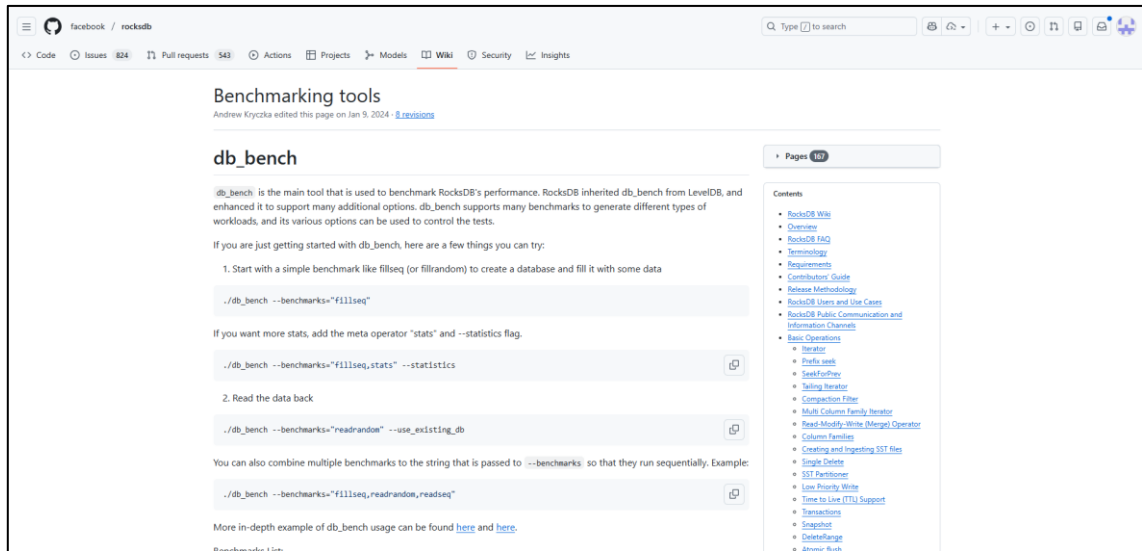 facebook / rocksdb
Type / to search
Code
Issues 824
Pull requests 543
Actions
Projects
Models
Wiki
Security
Insights
Benchmarking tools
Andrew Kryczka edited this page on Jan 9, 2024 · 8 revisions
db_bench
db_bench is the main tool that is used to benchmark RocksDB's performance. RocksDB inherited db_bench from LevelDB, and
enhanced it to support many additional options. db_bench supports many benchmarks to generate different types of
workloads, and its various options can be used to control the tests.
If you are just getting started with db_bench, here are a few things you can try:
1. Start with a simple benchmark like fillseq (or fillrandom) to create a database and fill it with some data
./db_bench --benchmarks="fillseq"
If you want more stats, add the meta operator "stats" and --statistics flag.
./db_bench --benchmarks="fillseq,stats" --statistics
2. Read the data back
./db_bench --benchmarks="readrandom" --use_existing_db
You can also combine multiple benchmarks to the string that is passed to --benchmarks so that they run sequentially. Example:
./db_bench --benchmarks="fillseq,readrandom,readseq"
More in-depth example of db_bench usage can be found here and here.
Benchmarks List:
Pages 167
Contents
RocksDB Wiki
Overview
RocksDB FAQ
Terminology
Requirements
Contributors' Guide
Release Methodology
RocksDB Users and Use Cases
RocksDB Public Communication and
Information Channels
Basic Operations
Iterator
Prefix seek
SeekForPrev
Tailing Iterator
Compaction Filter
Multi Column Family Iterator
Read-Modify-Write (Merge) Operator
Column Families
Creating and Ingesting SST files
Single Delete
SST Partitioner
Low Priority Write
Time to Live (TTL) Support
Transactions
Snapshot
DeleteRange
Atomic flush